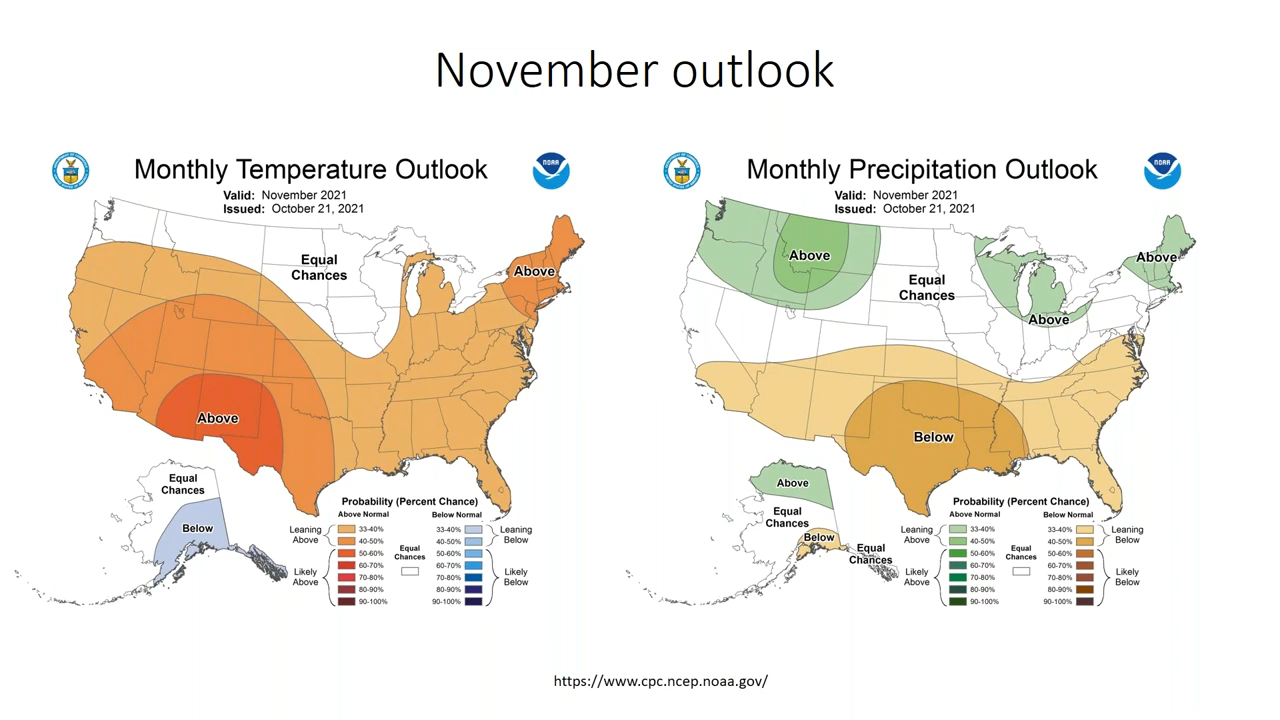 November outlook
Monthly Temperature Outlook
Valid: November 2021
Issued: October 21, 2021
NOAA
Equal
Chances
Above
Above
Equal
Chances
Below
Probability (Percent Chance)
Above Normal
Below Normal
Leaning
Above
Likely
Above
33-40%
40-50%
50-60%
60-70%
70-80%
80-90%
90-100%
Equal
Chances
33-40%
40-50%
50-60%
60-70%
70-80%
80-90%
90-100%
Leaning
Below
Likely
Below
Monthly Precipitation Outlook
Valid: November 2021
Issued: October 21, 2021
NOAA
Above
Equal
Chances
Above
Above
Below
Above
Equal
Chances
Below
Equal
Chances
Probability (Percent Chance)
Above Normal
Below Normal
Leaning
Above
Likely
Above
33-40%
40-50%
50-60%
60-70%
70-80%
80-90%
90-100%
Equal
Chances
33-40%
40-50%
50-60%
60-70%
70-80%
80-90%
90-100%
Leaning
Below
Likely
Below
https://www.cpc.ncep.noaa.gov/